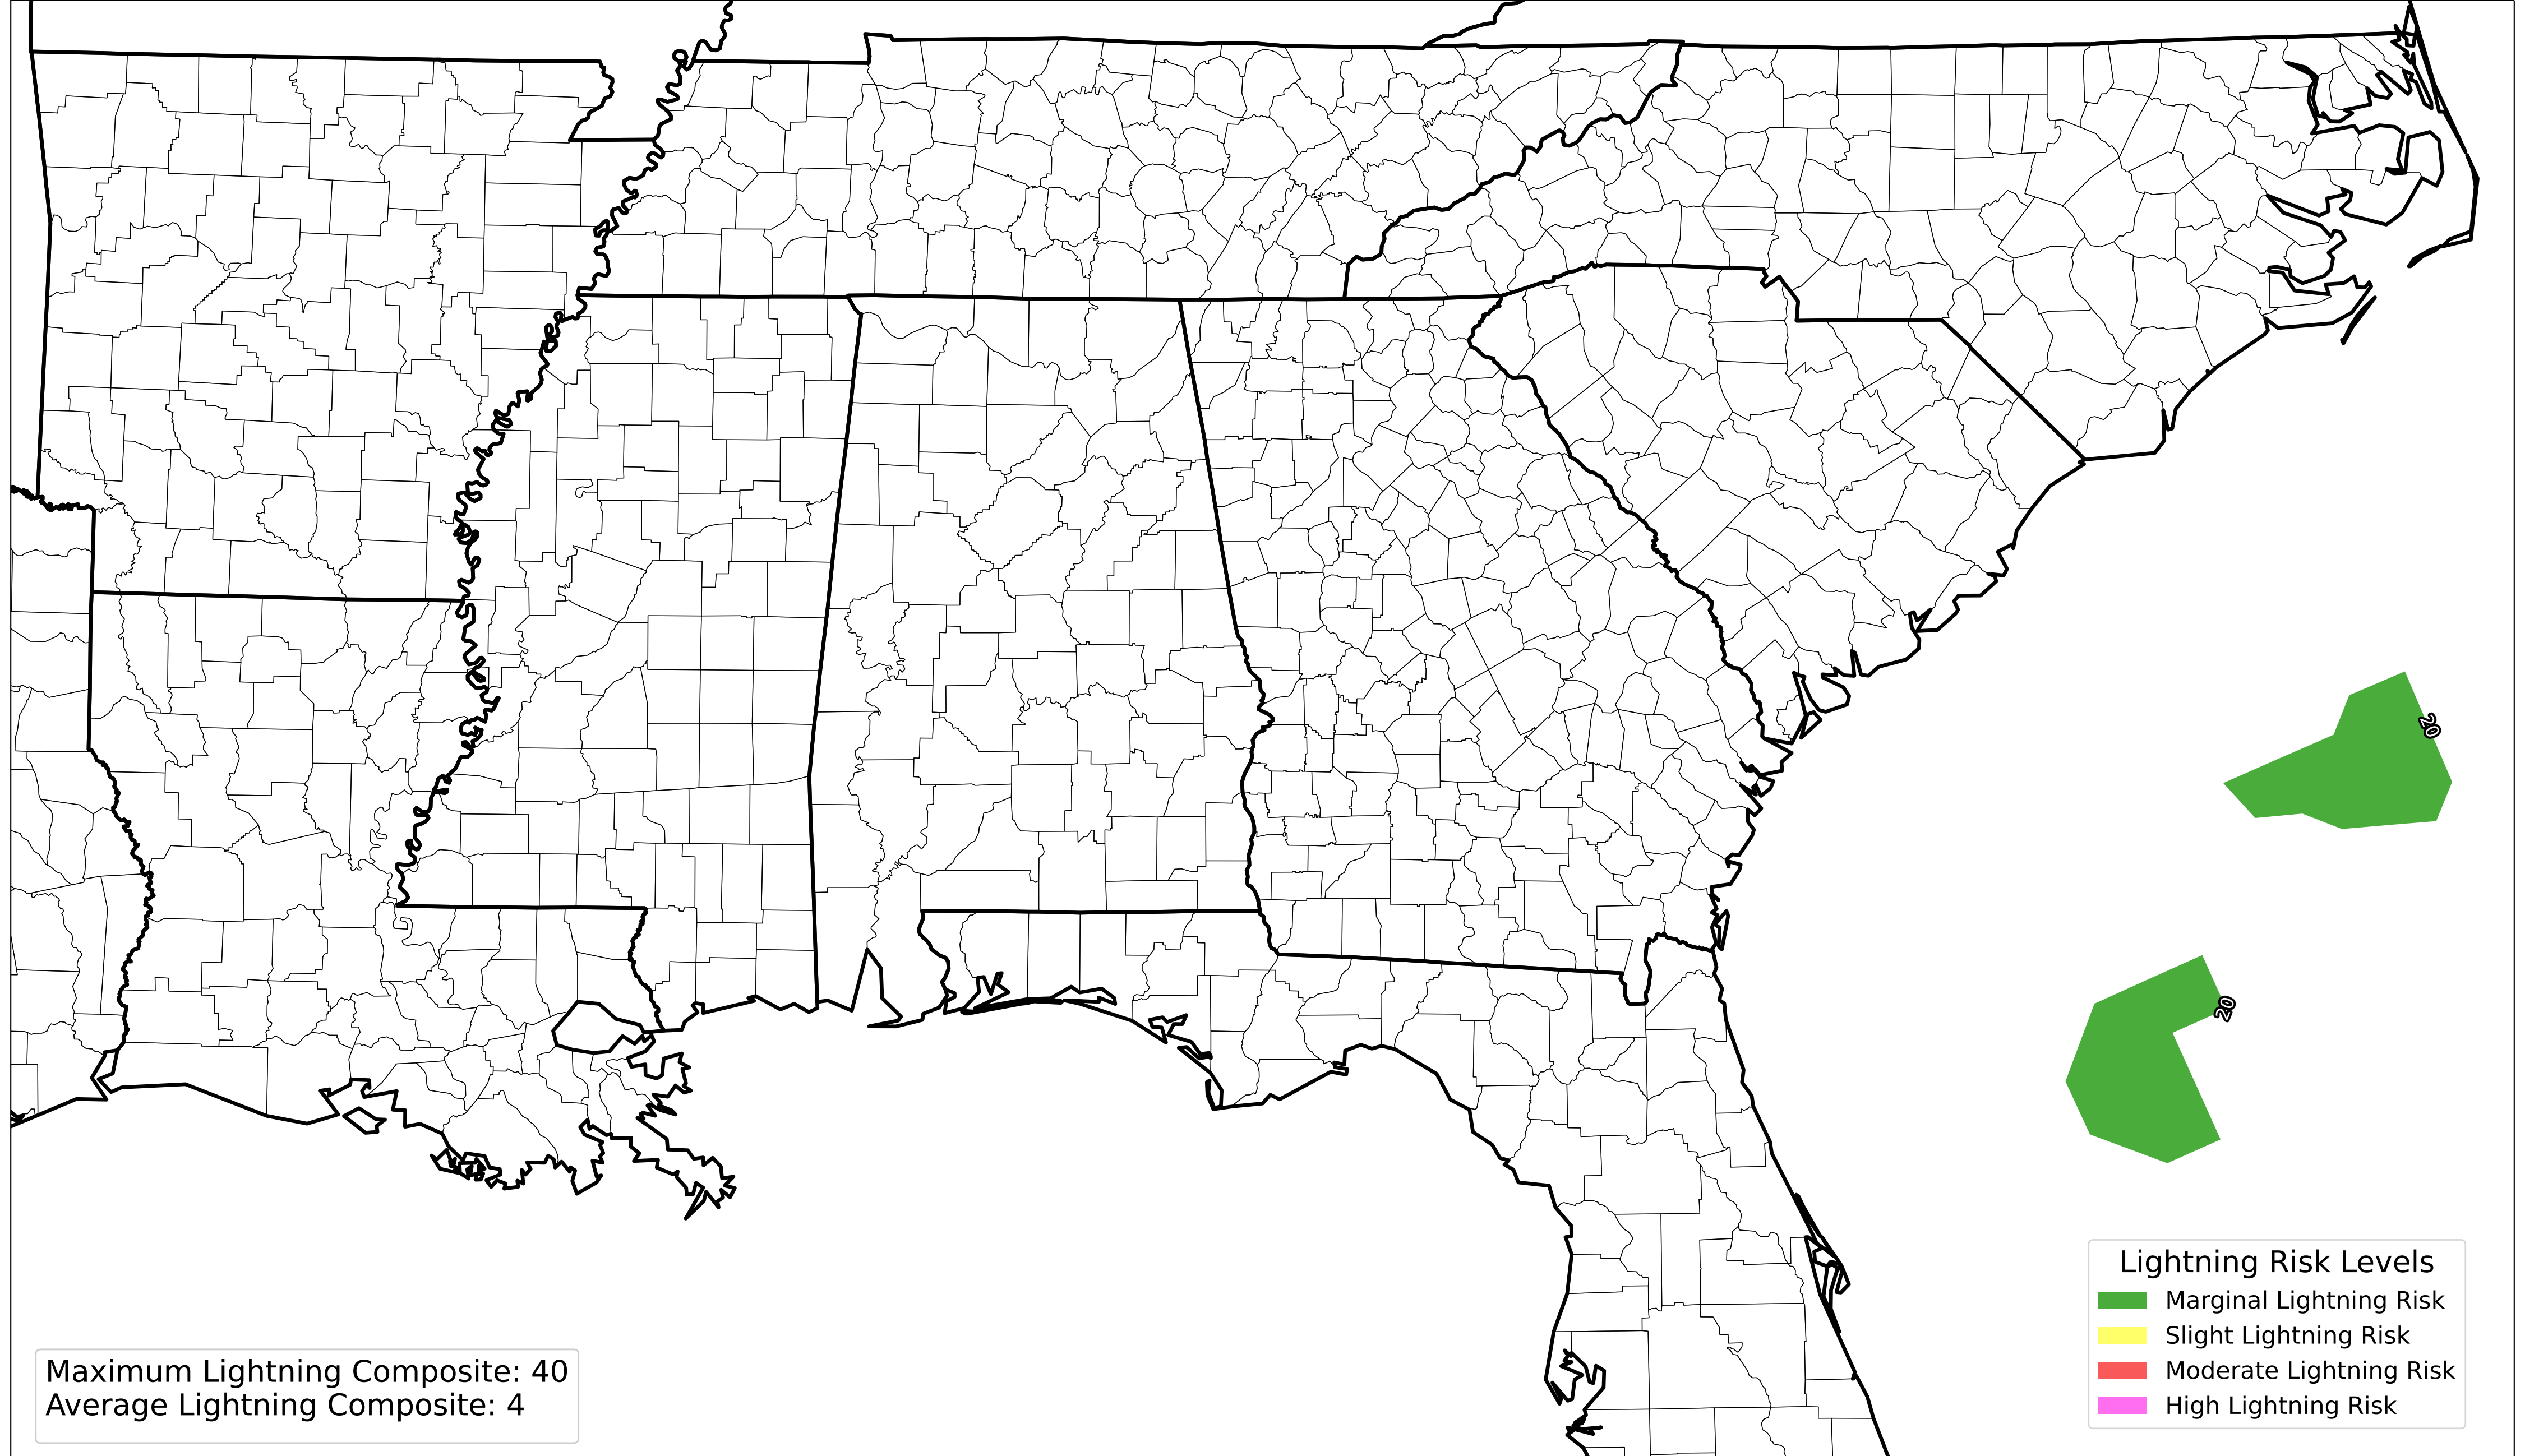 20
20
Lightning Risk Levels
Marginal Lightning Risk
Slight Lightning Risk
Moderate Lightning Risk
High Lightning Risk
Maximum Lightning Composite: 40
Average Lightning Composite: 4